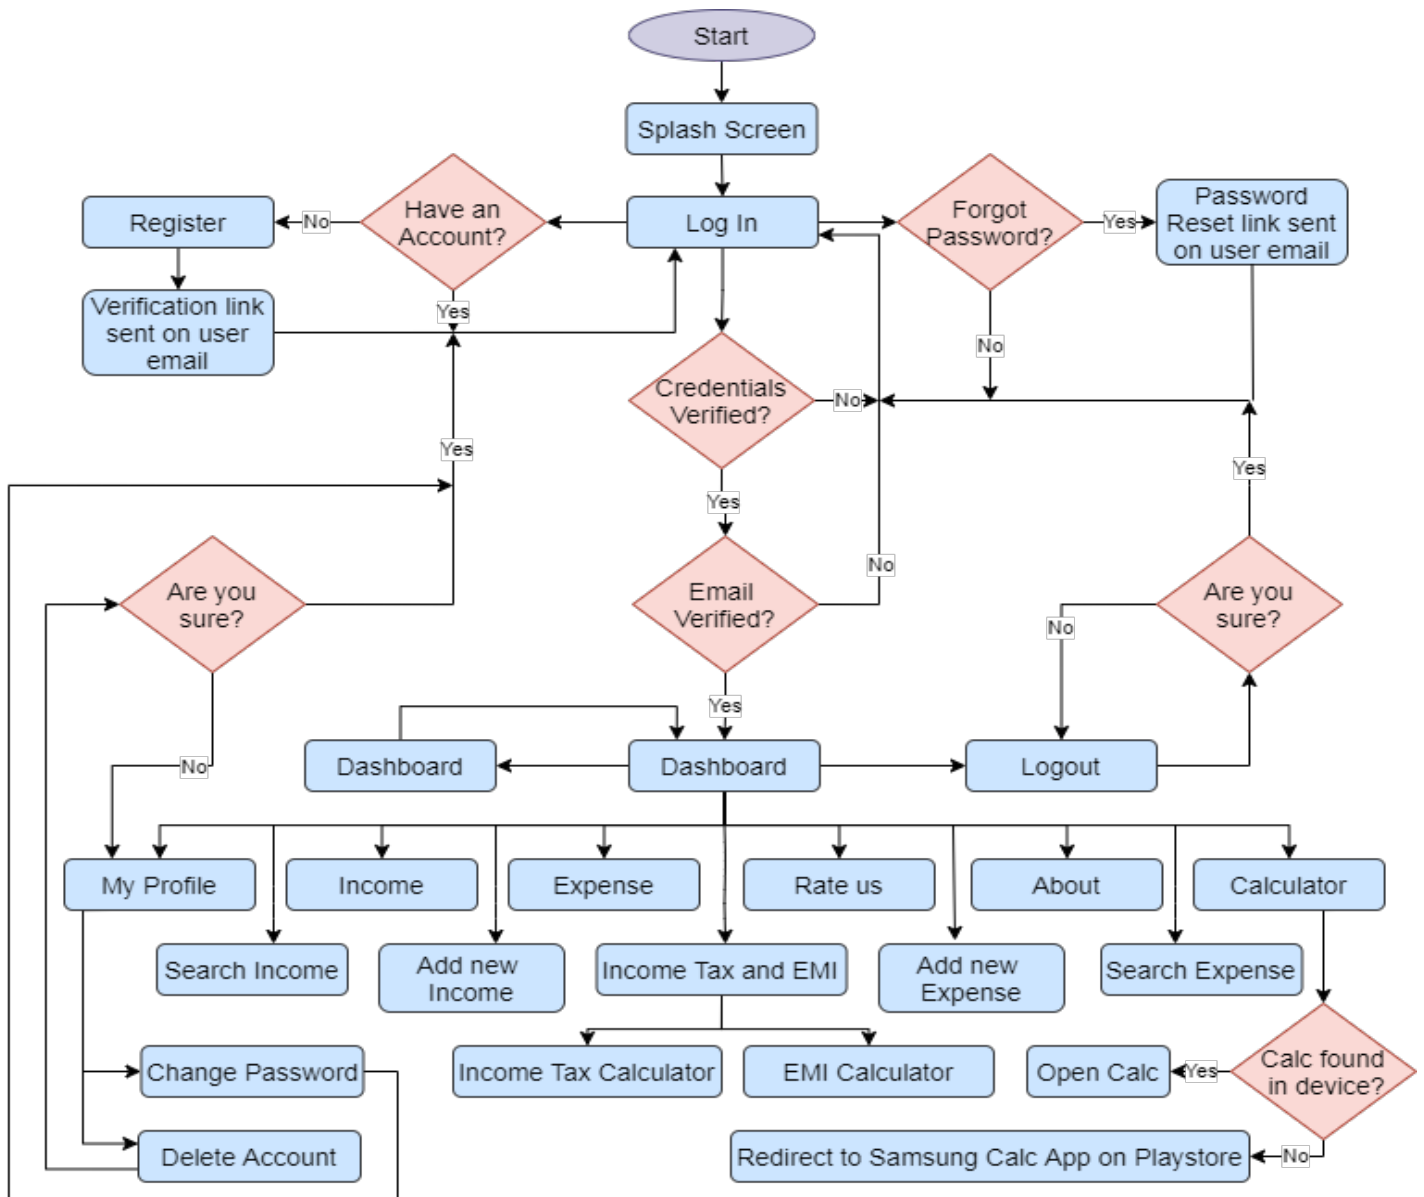 Start
Splash Screen
Register
No
Have an
Account?
Log In
Forgot
Password?
Yes
Password
Reset link sent
on user email
Verification link
sent on user
email
Yes
No
Credentials
Verified?
No
Yes
Yes
Yes
Are you
sure?
Email
Verified?
No
Are you
sure?
No
Yes
No
Dashboard
Dashboard
Logout
My Profile
Income
Expense
Rate us
About
Calculator
Search Income
Add new
Income
Income Tax and EMI
Add new
Expense
Search Expense
Change Password
Income Tax Calculator
EMI Calculator
Open Calc
Yes
Calc found
in device?
Delete Account
Redirect to Samsung Calc App on Playstore
No